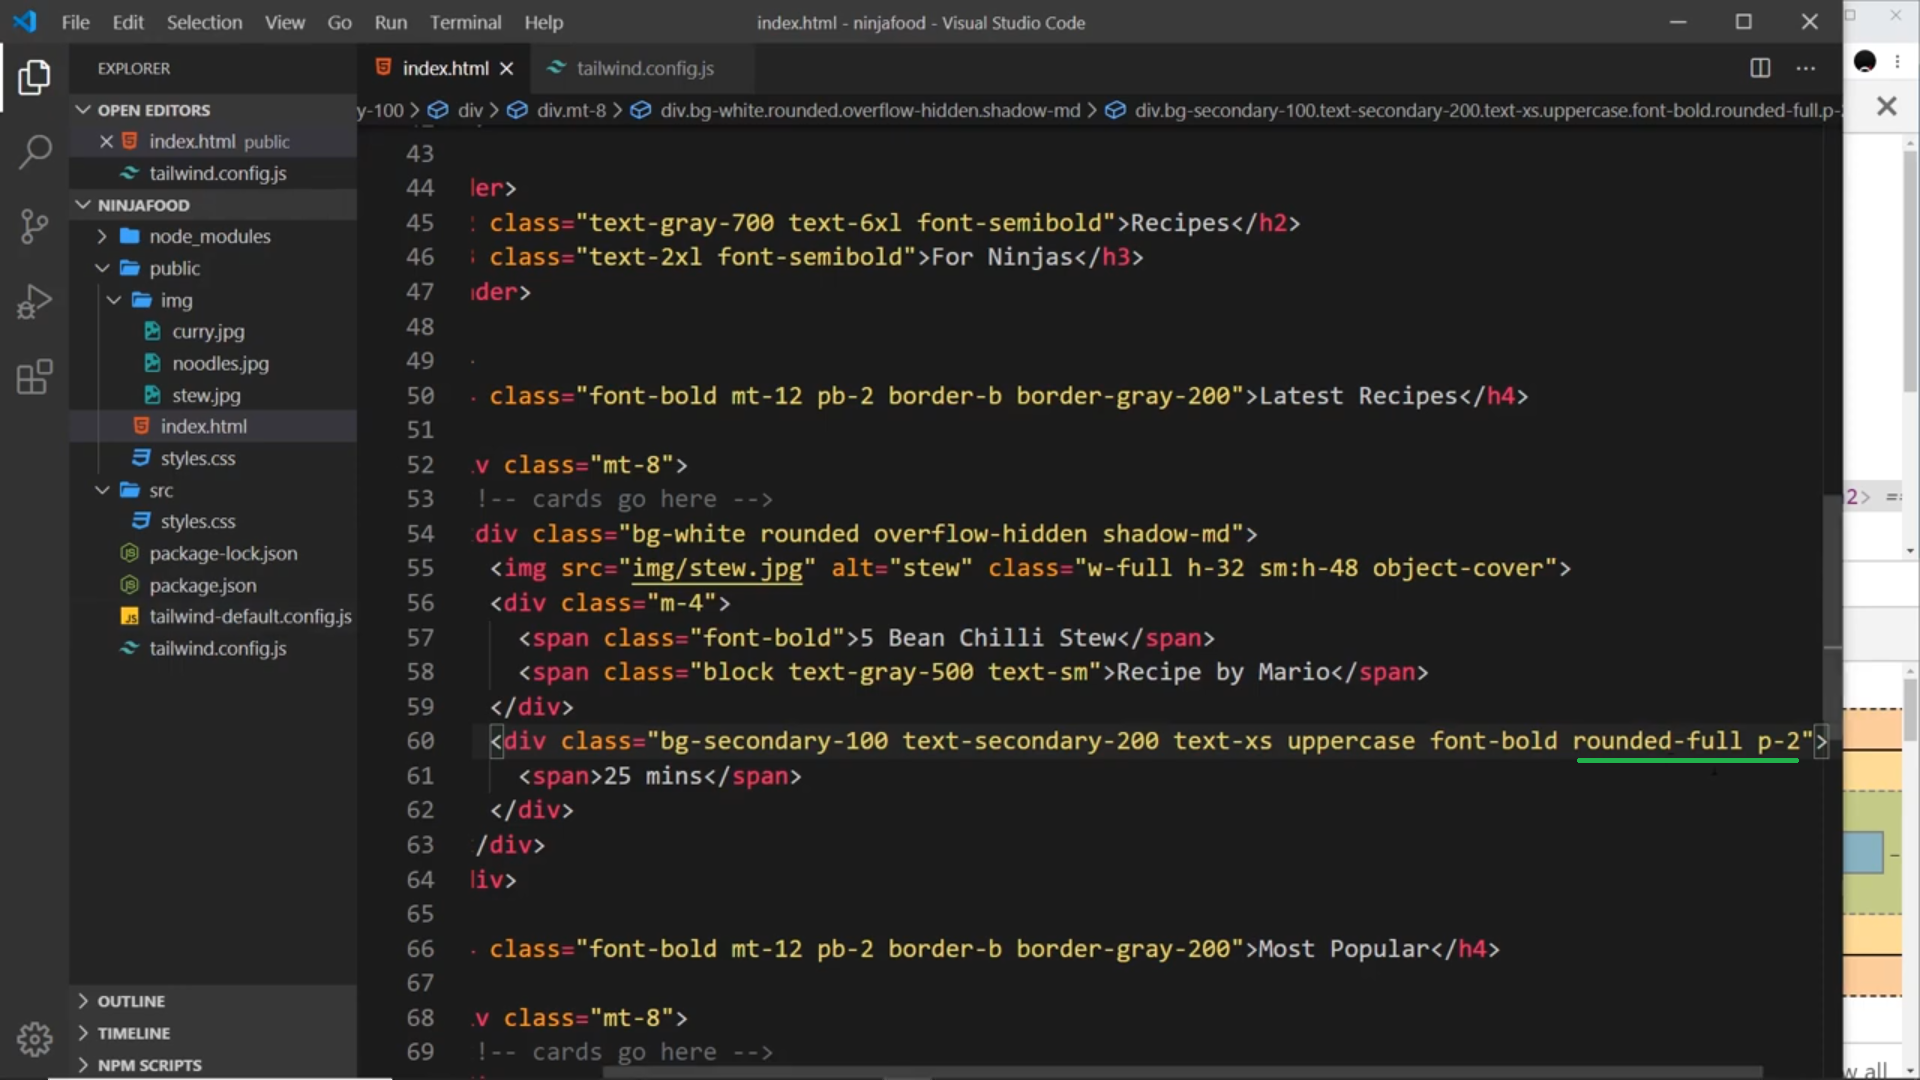 File Edit Selection View Go Run Terminal Help
index.html - ninjafood - Visual Studio Code
EXPLORER
OPEN EDITORS
index.html public
tailwind.config.js
NINJAFOOD
node_modules
public
img
curry.jpg
noodles.jpg
stew.jpg
index.html
styles.css
src
styles.css
package-lock.json
package.json
tailwind-default.config.js
tailwind.config.js
OUTLINE
TIMELINE
NPM SCRIPTS
index.html
tailwind.config.js
y-100 > div > div.mt-8 > div.bg-white.rounded.overflow-hidden.shadow-md > div.bg-secondary-100.text-secondary-200.text-xs.uppercase.font-bold.rounded-full.p-
43
44 der>
45 class="text-gray-700 text-6xl font-semibold">Recipes</h2>
46 class="text-2xl font-semibold">For Ninjas</h3>
47 ader>
48
49
50 class="font-bold mt-12 pb-2 border-b border-gray-200">Latest Recipes</h4>
51
52 v class="mt-8">
53 !-- cards go here -->
54 div class="bg-white rounded overflow-hidden shadow-md">
55 <img src="img/stew.jpg" alt="stew" class="w-full h-32 sm:h-48 object-cover">
56 <div class="m-4">
57 <span class="font-bold">5 Bean Chilli Stew</span>
58 <span class="block text-gray-500 text-sm">Recipe by Mario</span>
59 </div>
60 <div class="bg-secondary-100 text-secondary-200 text-xs uppercase font-bold rounded-full p-2">
61 <span>25 mins</span>
62 </div>
63 /div>
64 div>
65
66 class="font-bold mt-12 pb-2 border-b border-gray-200">Most Popular</h4>
67
68 v class="mt-8">
69 !-- cards go here -->
2> ==
w all